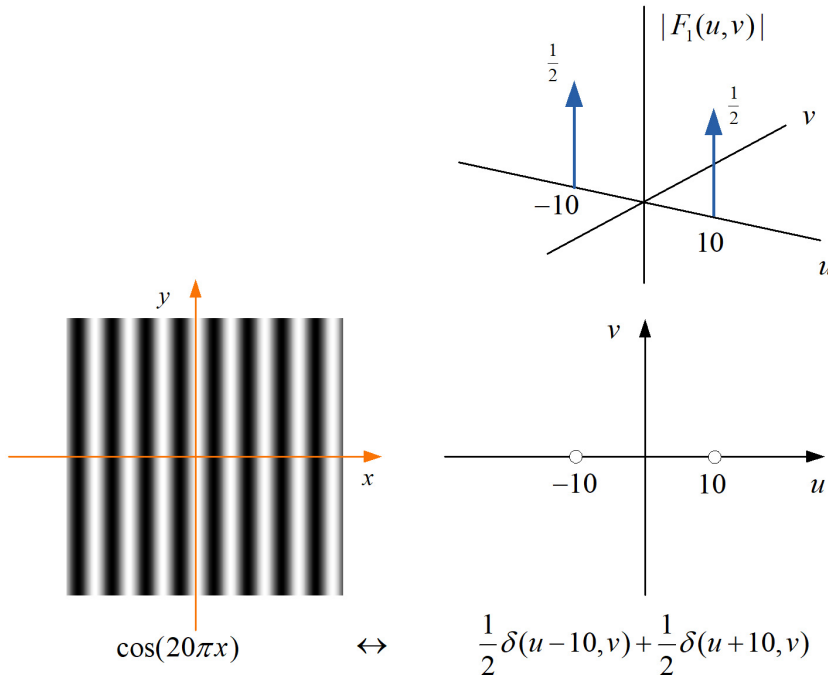 |F₁(u,v)|
½
½
v
−10
10
u
y
x
v
−10
10
u
cos(20πx) ↔ ½δ(u−10,v)+½δ(u+10,v)